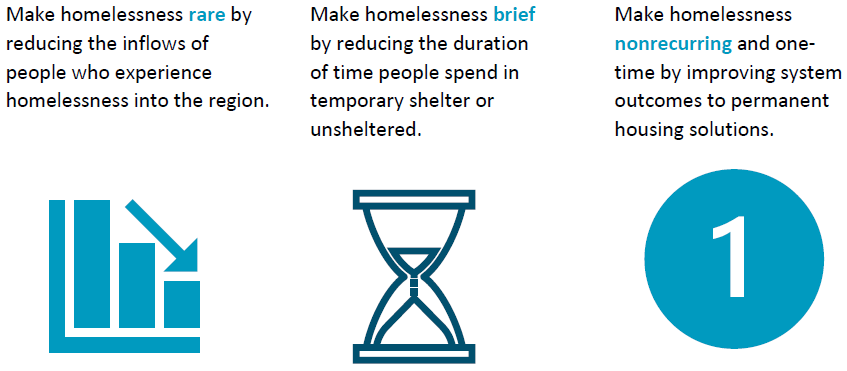 Make homelessness rare by
reducing the inflows of
people who experience
homelessness into the region.
Make homelessness brief
by reducing the duration
of time people spend in
temporary shelter or
unsheltered.
Make homelessness
nonrecurring and one-
time by improving system
outcomes to permanent
housing solutions.
1